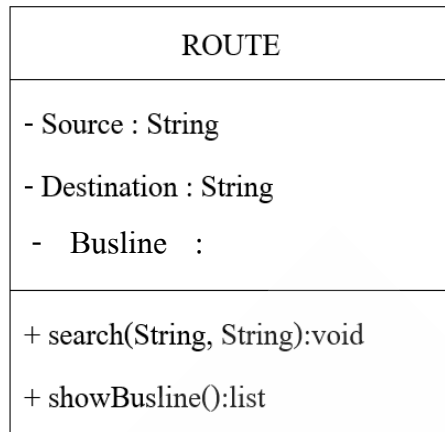 ROUTE
- Source : String
- Destination : String
- Busline :
+ search(String, String):void
+ showBusline():list